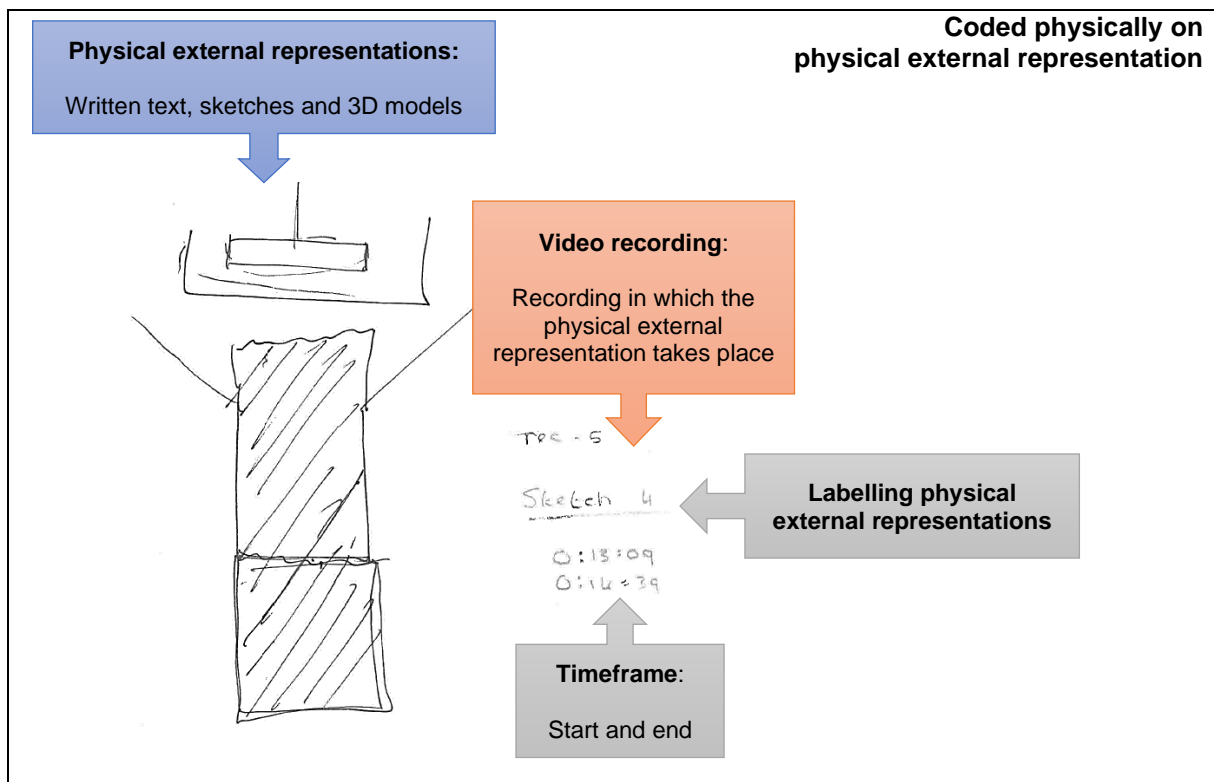 Coded physically on
physical external representation
Physical external representations:
Written text, sketches and 3D models
Video recording:
Recording in which the
physical external
representation takes place
rec - 5
Sketch 4
Labelling physical
external representations
0:13:09
0:14:39
Timeframe:
Start and end